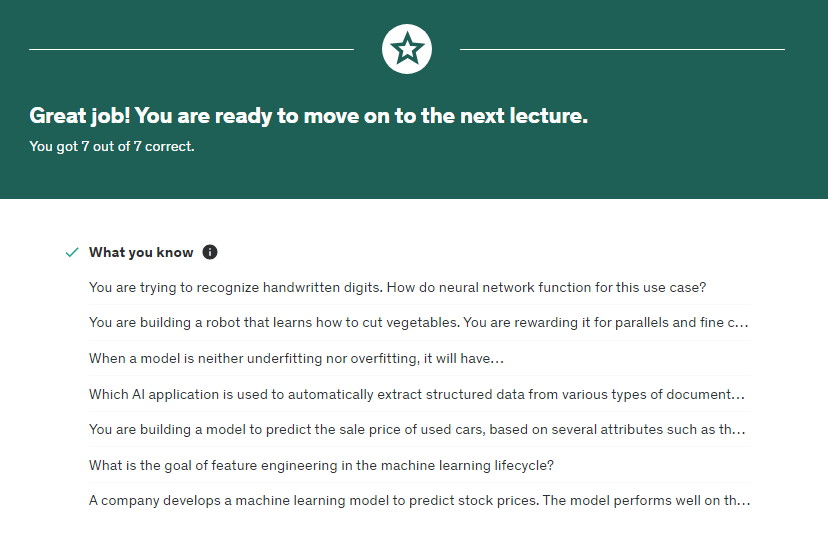 Great job! You are ready to move on to the next lecture.
You got 7 out of 7 correct.
What you know
You are trying to recognize handwritten digits. How do neural network function for this use case?
You are building a robot that learns how to cut vegetables. You are rewarding it for parallels and fine c...
When a model is neither underfitting nor overfitting, it will have...
Which AI application is used to automatically extract structured data from various types of document...
You are building a model to predict the sale price of used cars, based on several attributes such as th...
What is the goal of feature engineering in the machine learning lifecycle?
A company develops a machine learning model to predict stock prices. The model performs well on th...